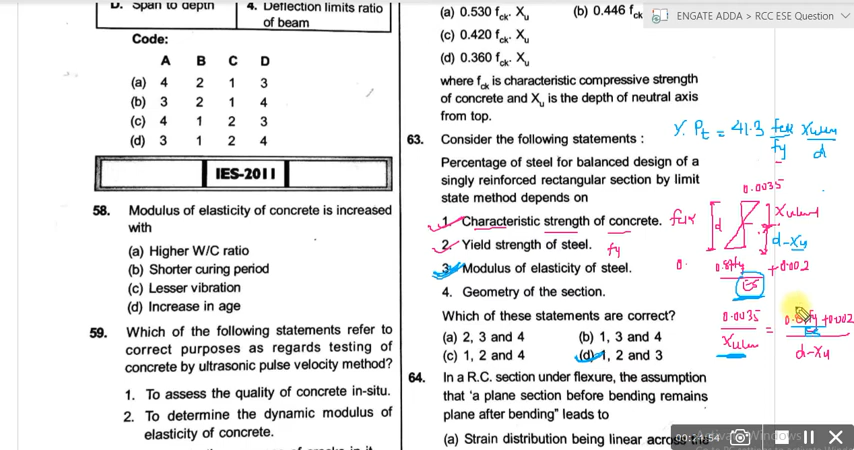 D. Span to depth
4. Deflection limits ratio
of beam
Code:
A B C D
(a) 4 2 1 3
(b) 3 2 1 4
(c) 4 1 2 3
(d) 3 1 2 4
IES-2011
58. Modulus of elasticity of concrete is increased
with
(a) Higher W/C ratio
(b) Shorter curing period
(c) Lesser vibration
(d) Increase in age
59. Which of the following statements refer to
correct purposes as regards testing of
concrete by ultrasonic pulse velocity method?
1. To assess the quality of concrete in-situ.
2. To determine the dynamic modulus of
elasticity of concrete.
(a) 0.530 fck. Xu (b) 0.446 fck
(c) 0.420 fck. Xu
(d) 0.360 fck. Xu
where fck is characteristic compressive strength
of concrete and Xu is the depth of neutral axis
from top.
63. Consider the following statements :
Percentage of steel for balanced design of a
singly reinforced rectangular section by limit
state method depends on
1. Characteristic strength of concrete.
2. Yield strength of steel.
3. Modulus of elasticity of steel.
4. Geometry of the section.
Which of these statements are correct?
(a) 2, 3 and 4 (b) 1, 3 and 4
(c) 1, 2 and 4 (d) 1, 2 and 3
64. In a R.C. section under flexure, the assumption
that 'a plane section before bending remains
plane after bending" leads to
(a) Strain distribution being linear across the
ENGATE ADDA > RCC ESE Question
Y. Pt = 41.3 fck/fy Xulim/d
0.0035
fck
d
Xulim
d-Xu
fy
0.87fy/Es + 0.002
0.0035/Xulim = 0.87fy/Es + 0.002/d-Xu